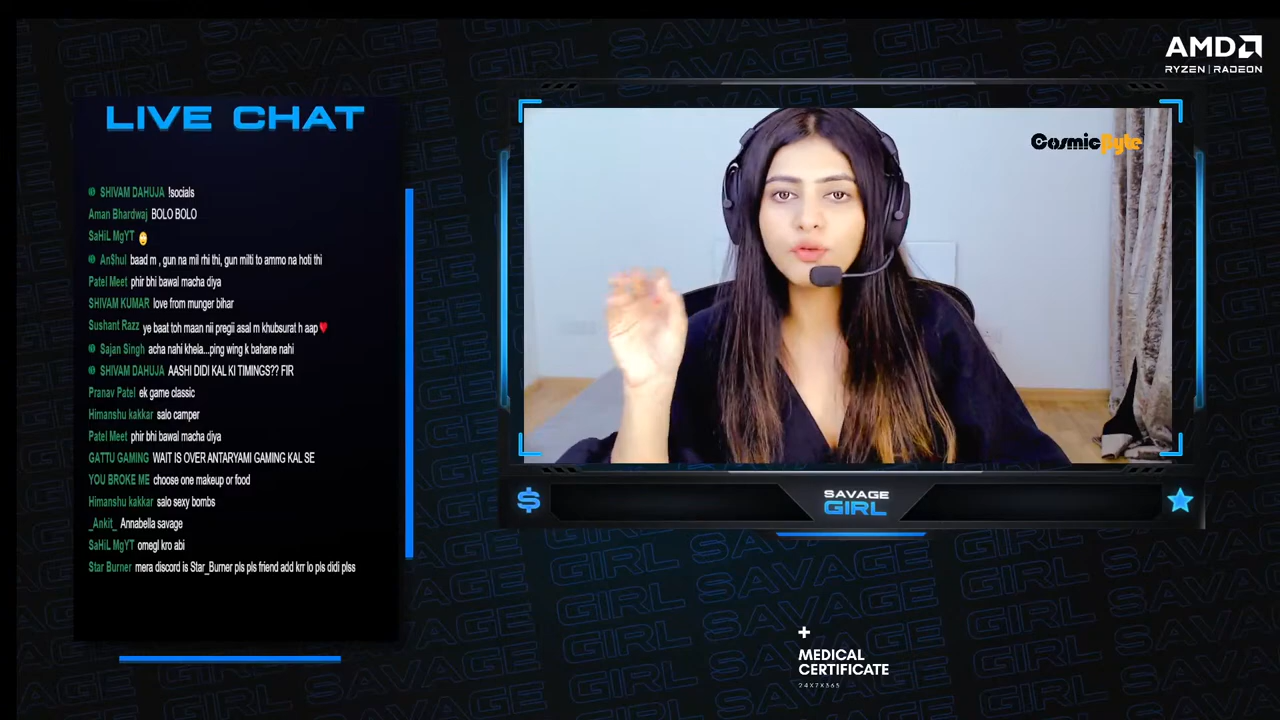 AMD
RYZEN | RADEON
LIVE CHAT
SHIVAM DAHUJA !socials
Aman Bhardwaj BOLO BOLO
SaHiL MgYT
An$hul baad m , gun na mil rhi thi, gun milti to ammo na hoti thi
Patel Meet phir bhi bawal macha diya
SHIVAM KUMAR love from munger bihar
Sushant Razz ye baat toh maan nii pregii asal m khubsurat h aap
Sajan Singh acha nahi khela...ping wing k bahane nahi
SHIVAM DAHUJA AASHI DIDI KAL KI TIMINGS?? FIR
Pranav Patel ek game classic
Himanshu kakkar salo camper
Patel Meet phir bhi bawal macha diya
GATTU GAMING WAIT IS OVER ANTARYAMI GAMING KAL SE
YOU BROKE ME choose one makeup or food
Himanshu kakkar salo sexy bombs
_Ankit_ Annabella savage
SaHiL MgYT omegl kro abi
Star Burner mera discord is Star_Burner pls pls friend add krr lo pls didi plss
CosmicByte
SAVAGE
GIRL
MEDICAL
CERTIFICATE
24X7X365